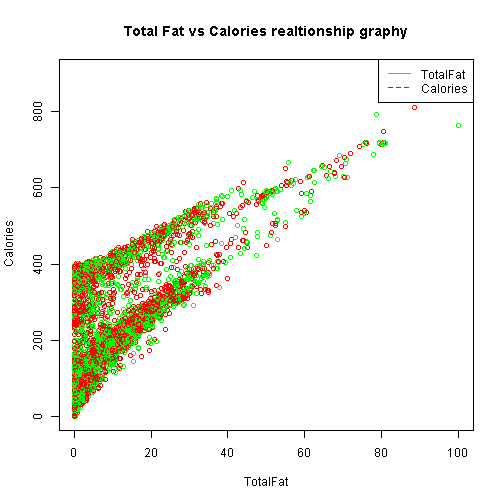 Total Fat vs Calories realtionship graphy
TotalFat
Calories
800
600
400
200
0
Calories
0 20 40 60 80 100
TotalFat